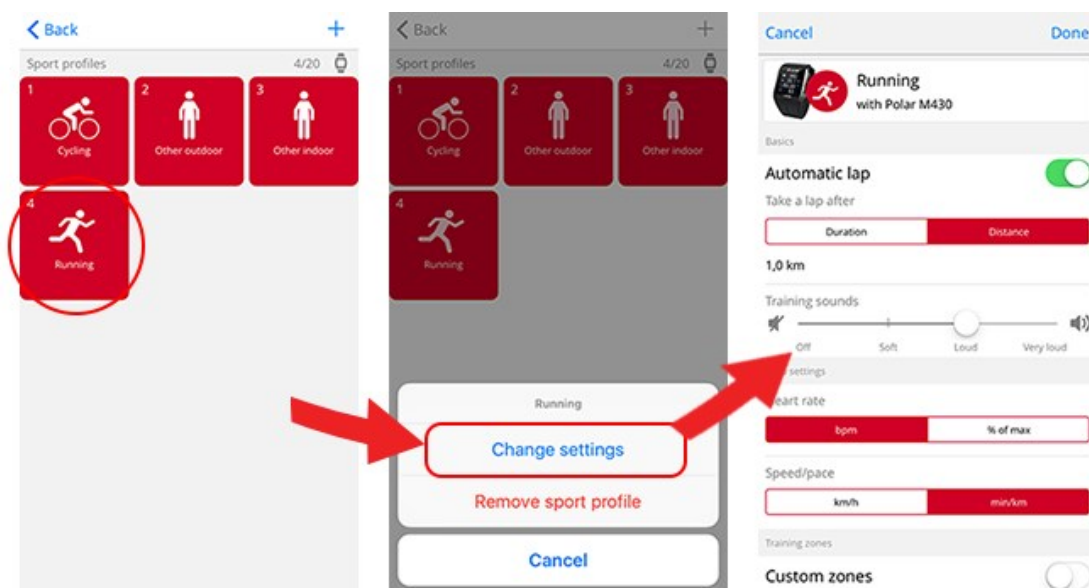 Back
Sport profiles 4/20
1 2 3
Cycling Other outdoor Other indoor
4
Running
Back
Sport profiles 4/20
1 2 3
Cycling Other outdoor Other indoor
4
Running
Running
Change settings
Remove sport profile
Cancel
Cancel Done
Running
with Polar M430
Basics
Automatic lap
Take a lap after
Duration Distance
1,0 km
Training sounds
Off Soft Loud Very loud
settings
eart rate
bpm % of max
Speed/pace
km/h min/km
Training zones
Custom zones